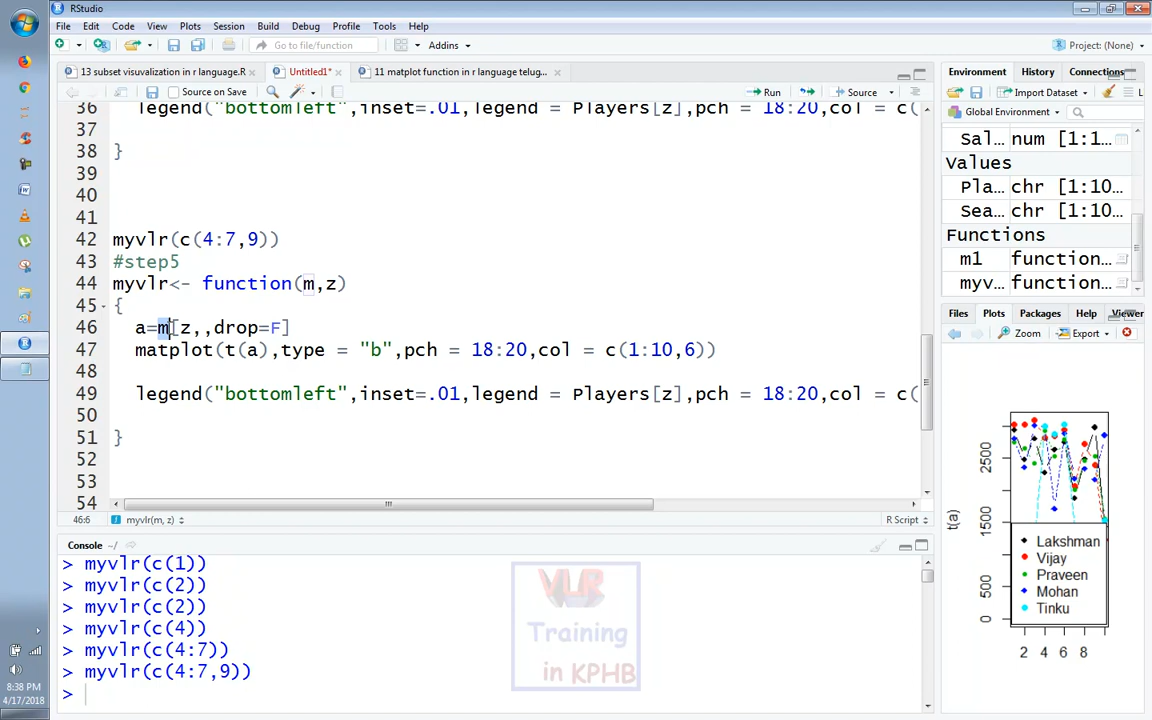 RStudio
File Edit Code View Plots Session Build Debug Profile Tools Help
Go to file/function Addins Project: (None)
13 subset visuvalization in r language.R Untitled1* 11 matplot function in r language telug...
Source on Save Run Source
36 legend("bottomleft",inset=.01,legend = Players[z],pch = 18:20,col = c(
37
38 }
39
40
41
42 myvlr(c(4:7,9))
43 #step5
44 myvlr<- function(m,z)
45 {
46 a=m[z,,drop=F]
47 matplot(t(a),type = "b",pch = 18:20,col = c(1:10,6))
48
49 legend("bottomleft",inset=.01,legend = Players[z],pch = 18:20,col = c(
50
51 }
52
53
54
46:6 myvlr(m, z) R Script
Console ~/
> myvlr(c(1))
> myvlr(c(2))
> myvlr(c(2))
> myvlr(c(4))
> myvlr(c(4:7))
> myvlr(c(4:7,9))
>
VLR
Training
in KPHB
Environment History Connections
Import Dataset L
Global Environment
Sal... num [1:1...
Values
Pla... chr [1:10...
Sea... chr [1:10...
Functions
m1 function...
myv... function...
Files Plots Packages Help Viewer
Zoom Export
t(a)
2500
1500
500
0
Lakshman
Vijay
Praveen
Mohan
Tinku
2 4 6 8
8:38 PM
4/17/2018